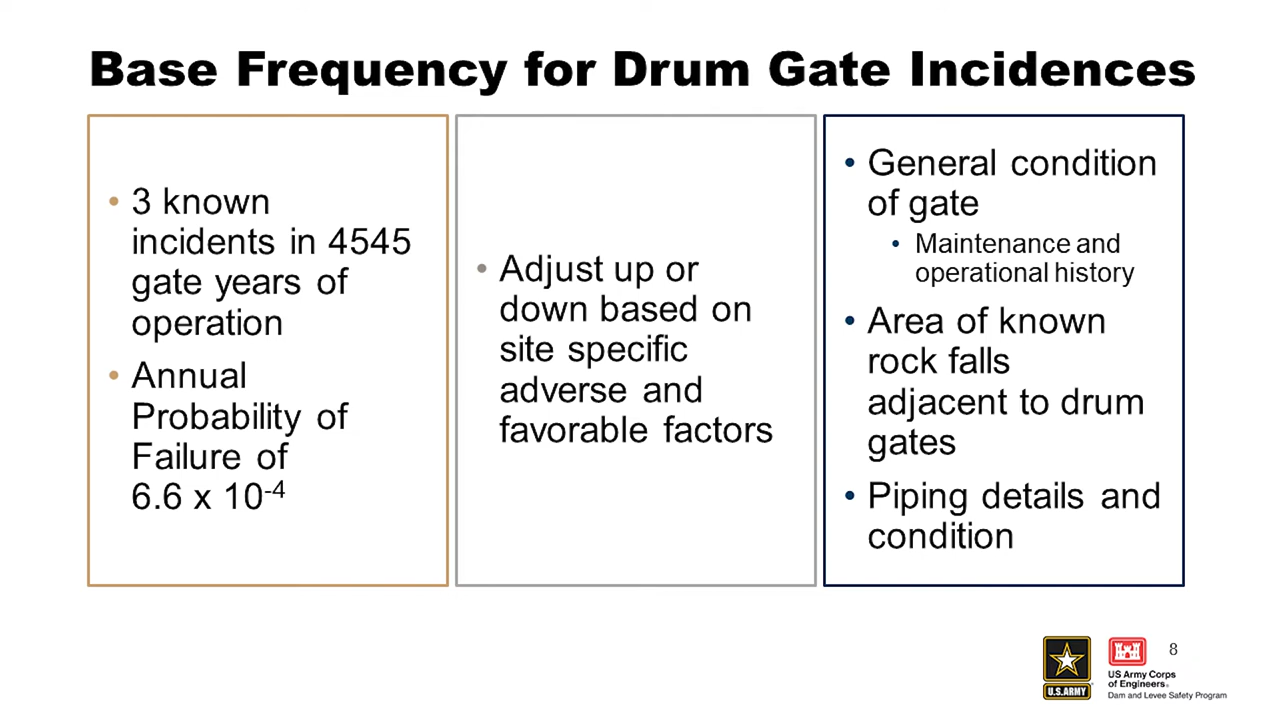 Base Frequency for Drum Gate Incidences
• 3 known
incidents in 4545
gate years of
operation
• Annual
Probability of
Failure of
6.6 x 10⁻⁴
• Adjust up or
down based on
site specific
adverse and
favorable factors
• General condition
of gate
• Maintenance and
operational history
• Area of known
rock falls
adjacent to drum
gates
• Piping details and
condition
8
U.S.ARMY
US Army Corps
of Engineers®
Dam and Levee Safety Program